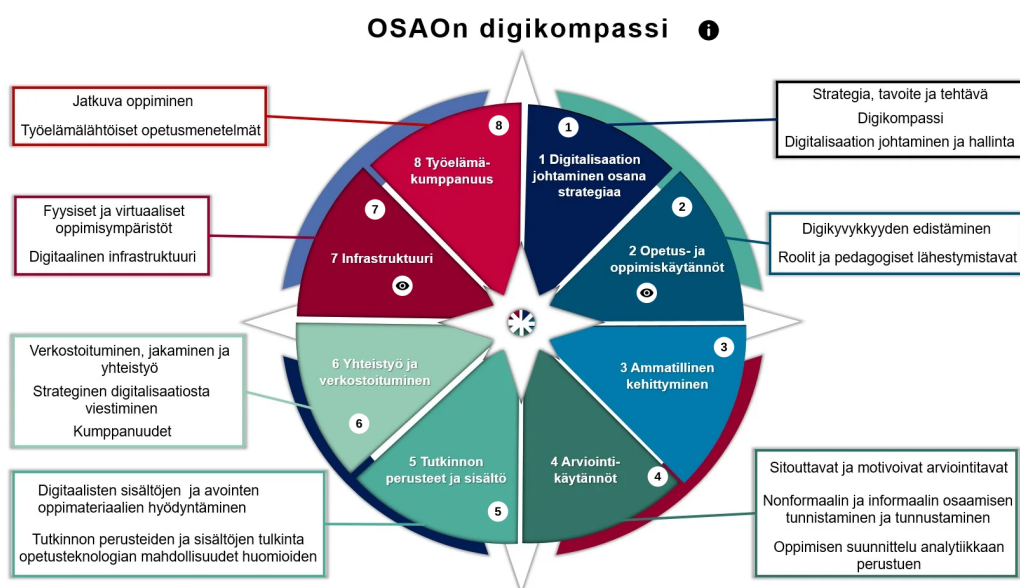 OSAOn digikompassi
i
Jatkuva oppiminen
Työelämälähtöiset opetusmenetelmät
Strategia, tavoite ja tehtävä
Digikompassi
Digitalisaation johtaminen ja hallinta
8
8 Työelämä-
kumppanuus
1
1 Digitalisaation
johtaminen osana
strategiaa
Fyysiset ja virtuaaliset
oppimisympäristöt
Digitaalinen infrastruktuuri
7
7 Infrastruktuuri
2
2 Opetus- ja
oppimiskäytännöt
Digikyvykkyyden edistäminen
Roolit ja pedagogiset lähestymistavat
Verkostoituminen, jakaminen ja
yhteistyö
Strateginen digitalisaatiosta
viestiminen
Kumppanuudet
6 Yhteistyö ja
verkostoituminen
6
3
3 Ammatillinen
kehittyminen
Digitaalisten sisältöjen ja avointen
oppimateriaalien hyödyntäminen
Tutkinnon perusteiden ja sisältöjen tulkinta
opetusteknologian mahdollisuudet huomioiden
5 Tutkinnon
perusteet ja sisältö
5
4 Arviointi-
käytännöt
4
Sitouttavat ja motivoivat arviointitavat
Nonformaalin ja informaalin osaamisen
tunnistaminen ja tunnustaminen
Oppimisen suunnittelu analytiikkaan
perustuen